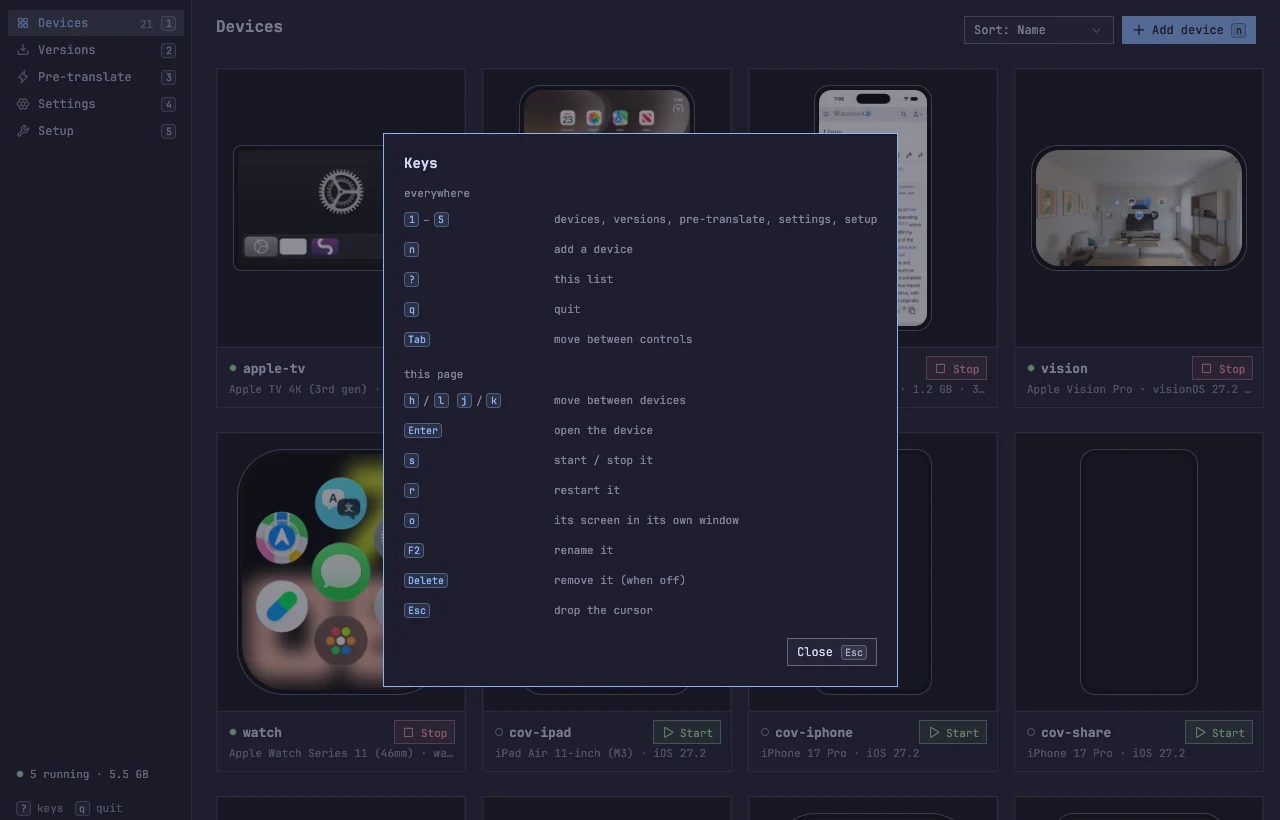 Devices 21 1
Versions 2
Pre-translate 3
Settings 4
Setup 5
5 running · 5.5 GB
? keys q quit
Devices
Sort: Name
Add device n
apple-tv
Apple TV 4K (3rd gen) ·
Stop
· 1.2 GB · 3…
vision
Stop
Apple Vision Pro · visionOS 27.2 …
watch
Stop
Apple Watch Series 11 (46mm) · wa…
cov-ipad
Start
iPad Air 11-inch (M3) · iOS 27.2
cov-iphone
Start
iPhone 17 Pro · iOS 27.2
cov-share
Start
iPhone 17 Pro · iOS 27.2
Keys
everywhere
1 – 5 devices, versions, pre-translate, settings, setup
n add a device
? this list
q quit
Tab move between controls
this page
h / l j / k move between devices
Enter open the device
s start / stop it
r restart it
o its screen in its own window
F2 rename it
Delete remove it (when off)
Esc drop the cursor
Close Esc